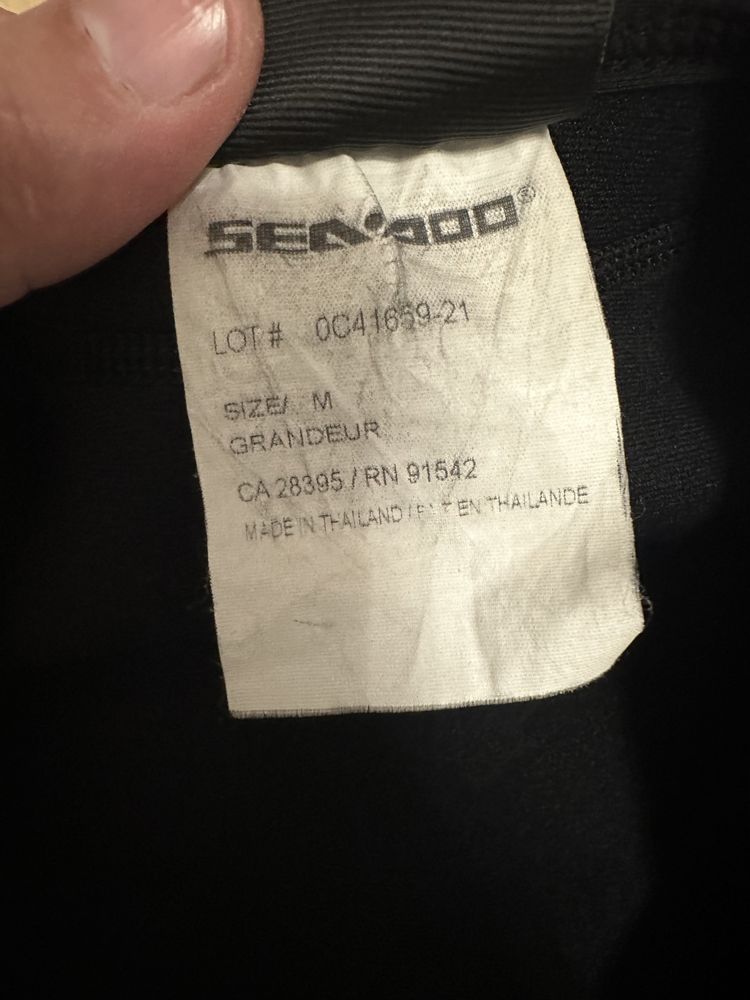 SEA-DOO®
LOT # 0C41659-21
SIZE/ M
GRANDEUR
CA 28395 / RN 91542
MADE IN THAILAND / EN THAILANDE